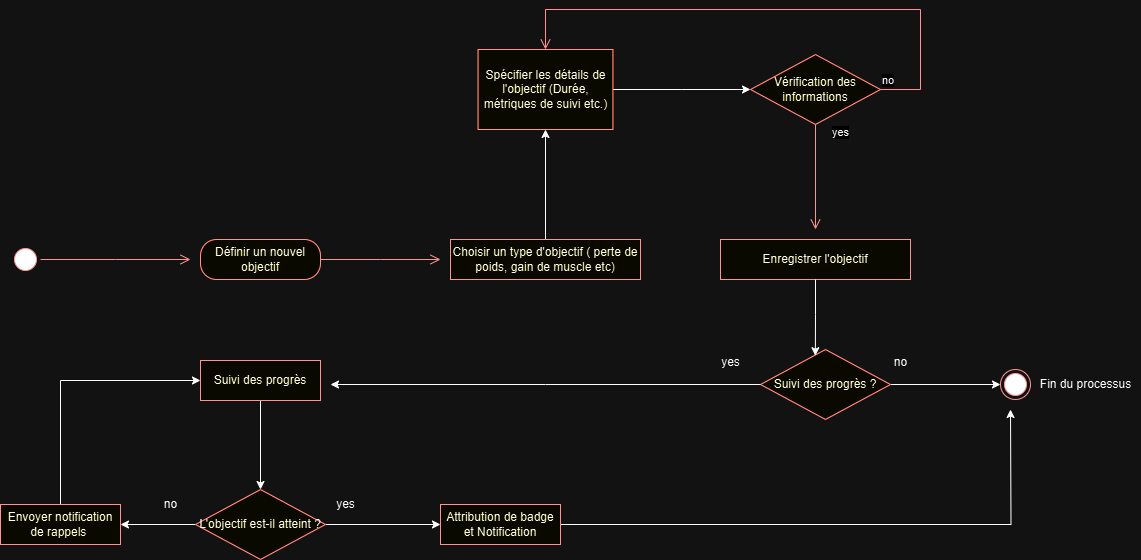 Spécifier les détails de
l'objectif (Durée,
métriques de suivi etc.)
Vérification des
informations
no
yes
Définir un nouvel
objectif
Choisir un type d'objectif ( perte de
poids, gain de muscle etc)
Enregistrer l'objectif
yes
no
Suivi des progrès
Suivi des progrès ?
Fin du processus
no
yes
Envoyer notification
de rappels
L'objectif est-il atteint ?
Attribution de badge
et Notification